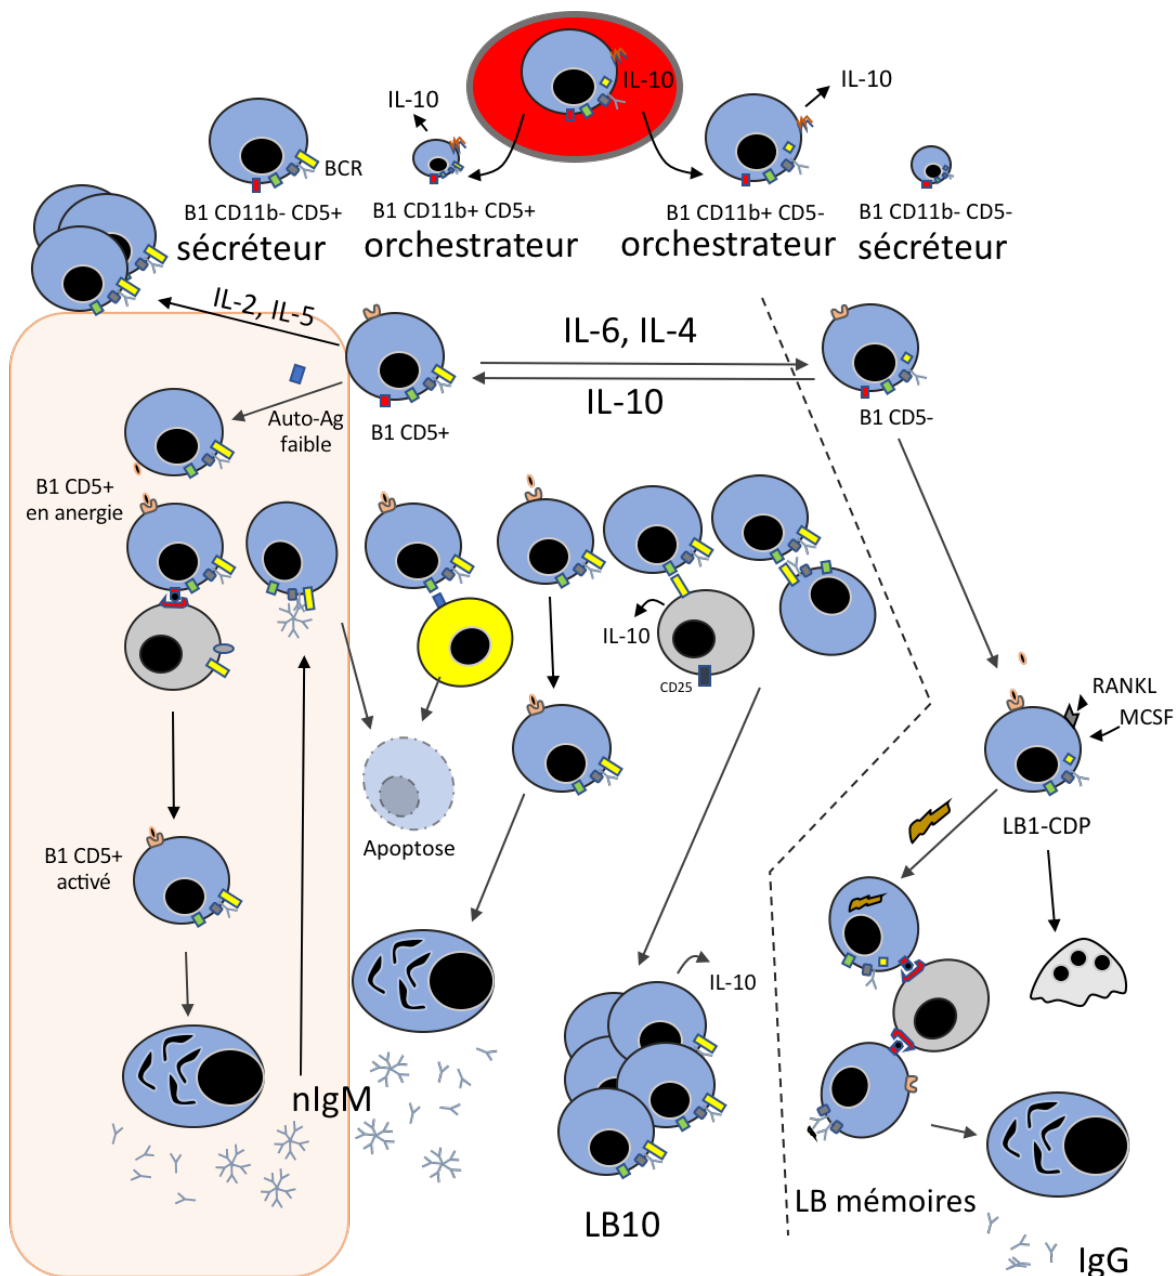 IL-10
IL-10
IL-10
BCR
B1 CD11b- CD5+
sécréteur
B1 CD11b+ CD5+
orchestrateur
B1 CD11b+ CD5-
orchestrateur
B1 CD11b- CD5-
sécréteur
IL-2, IL-5
IL-6, IL-4
IL-10
Auto-Ag
faible
B1 CD5+
B1 CD5-
B1 CD5+
en anergie
IL-10
CD25
RANKL
MCSF
LB1-CDP
Apoptose
B1 CD5+
activé
IL-10
nIgM
LB10
LB mémoires
IgG